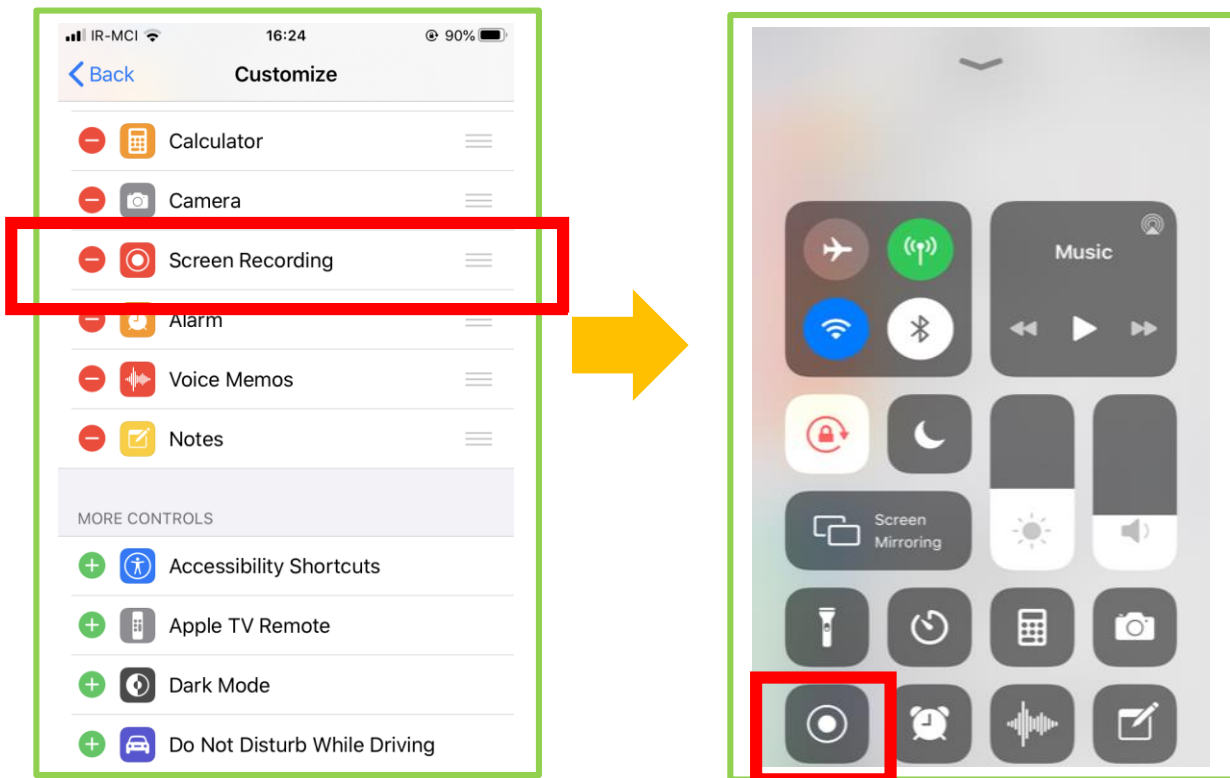 IR-MCI 16:24 90%
Back Customize
Calculator
Camera
Screen Recording
Alarm
Voice Memos
Notes
MORE CONTROLS
Accessibility Shortcuts
Apple TV Remote
Dark Mode
Do Not Disturb While Driving
Music
Screen
Mirroring